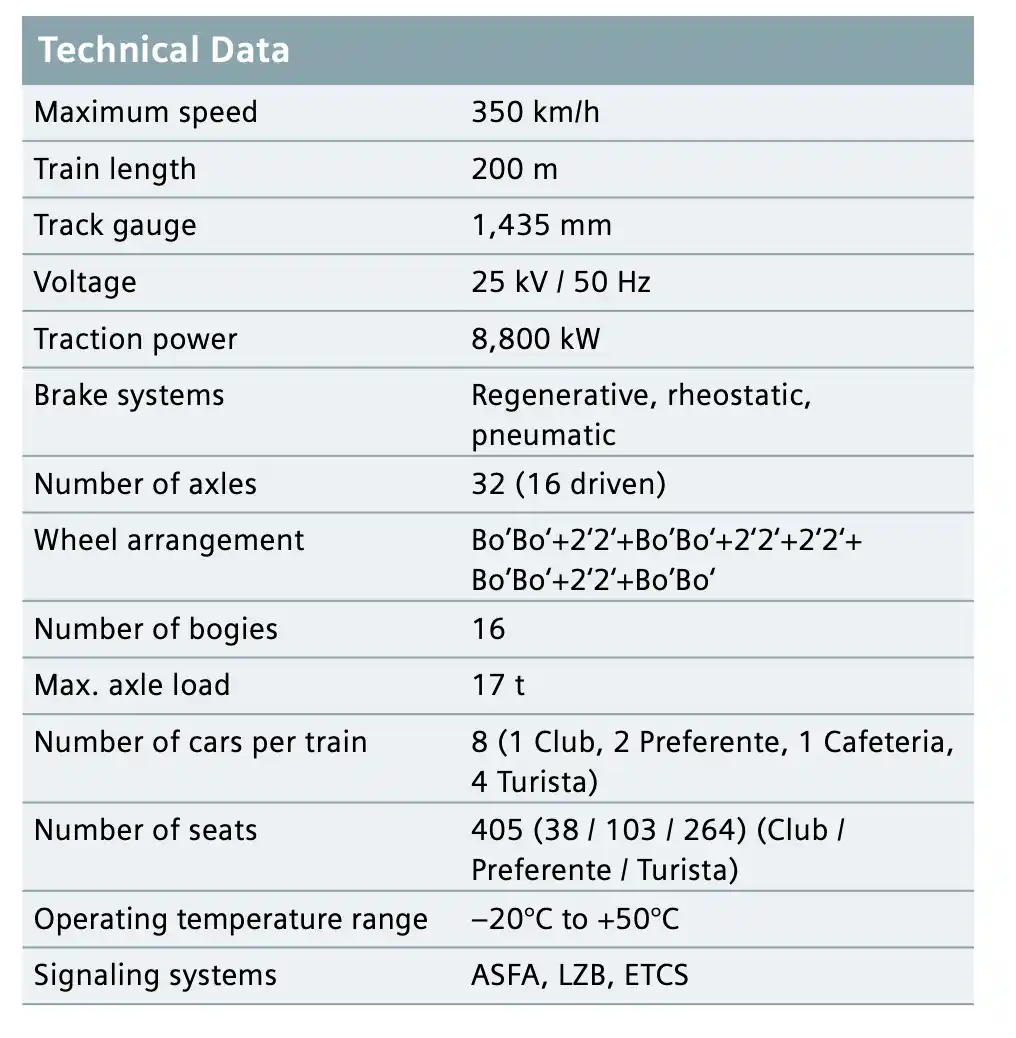 Technical Data
Maximum speed 350 km/h
Train length 200 m
Track gauge 1,435 mm
Voltage 25 kV / 50 Hz
Traction power 8,800 kW
Brake systems Regenerative, rheostatic,
pneumatic
Number of axles 32 (16 driven)
Wheel arrangement Bo’Bo‘+2‘2‘+Bo’Bo‘+2‘2‘+2‘2‘+
Bo’Bo‘+2‘2‘+Bo’Bo‘
Number of bogies 16
Max. axle load 17 t
Number of cars per train 8 (1 Club, 2 Preferente, 1 Cafeteria,
4 Turista)
Number of seats 405 (38 / 103 / 264) (Club /
Preferente / Turista)
Operating temperature range –20°C to +50°C
Signaling systems ASFA, LZB, ETCS